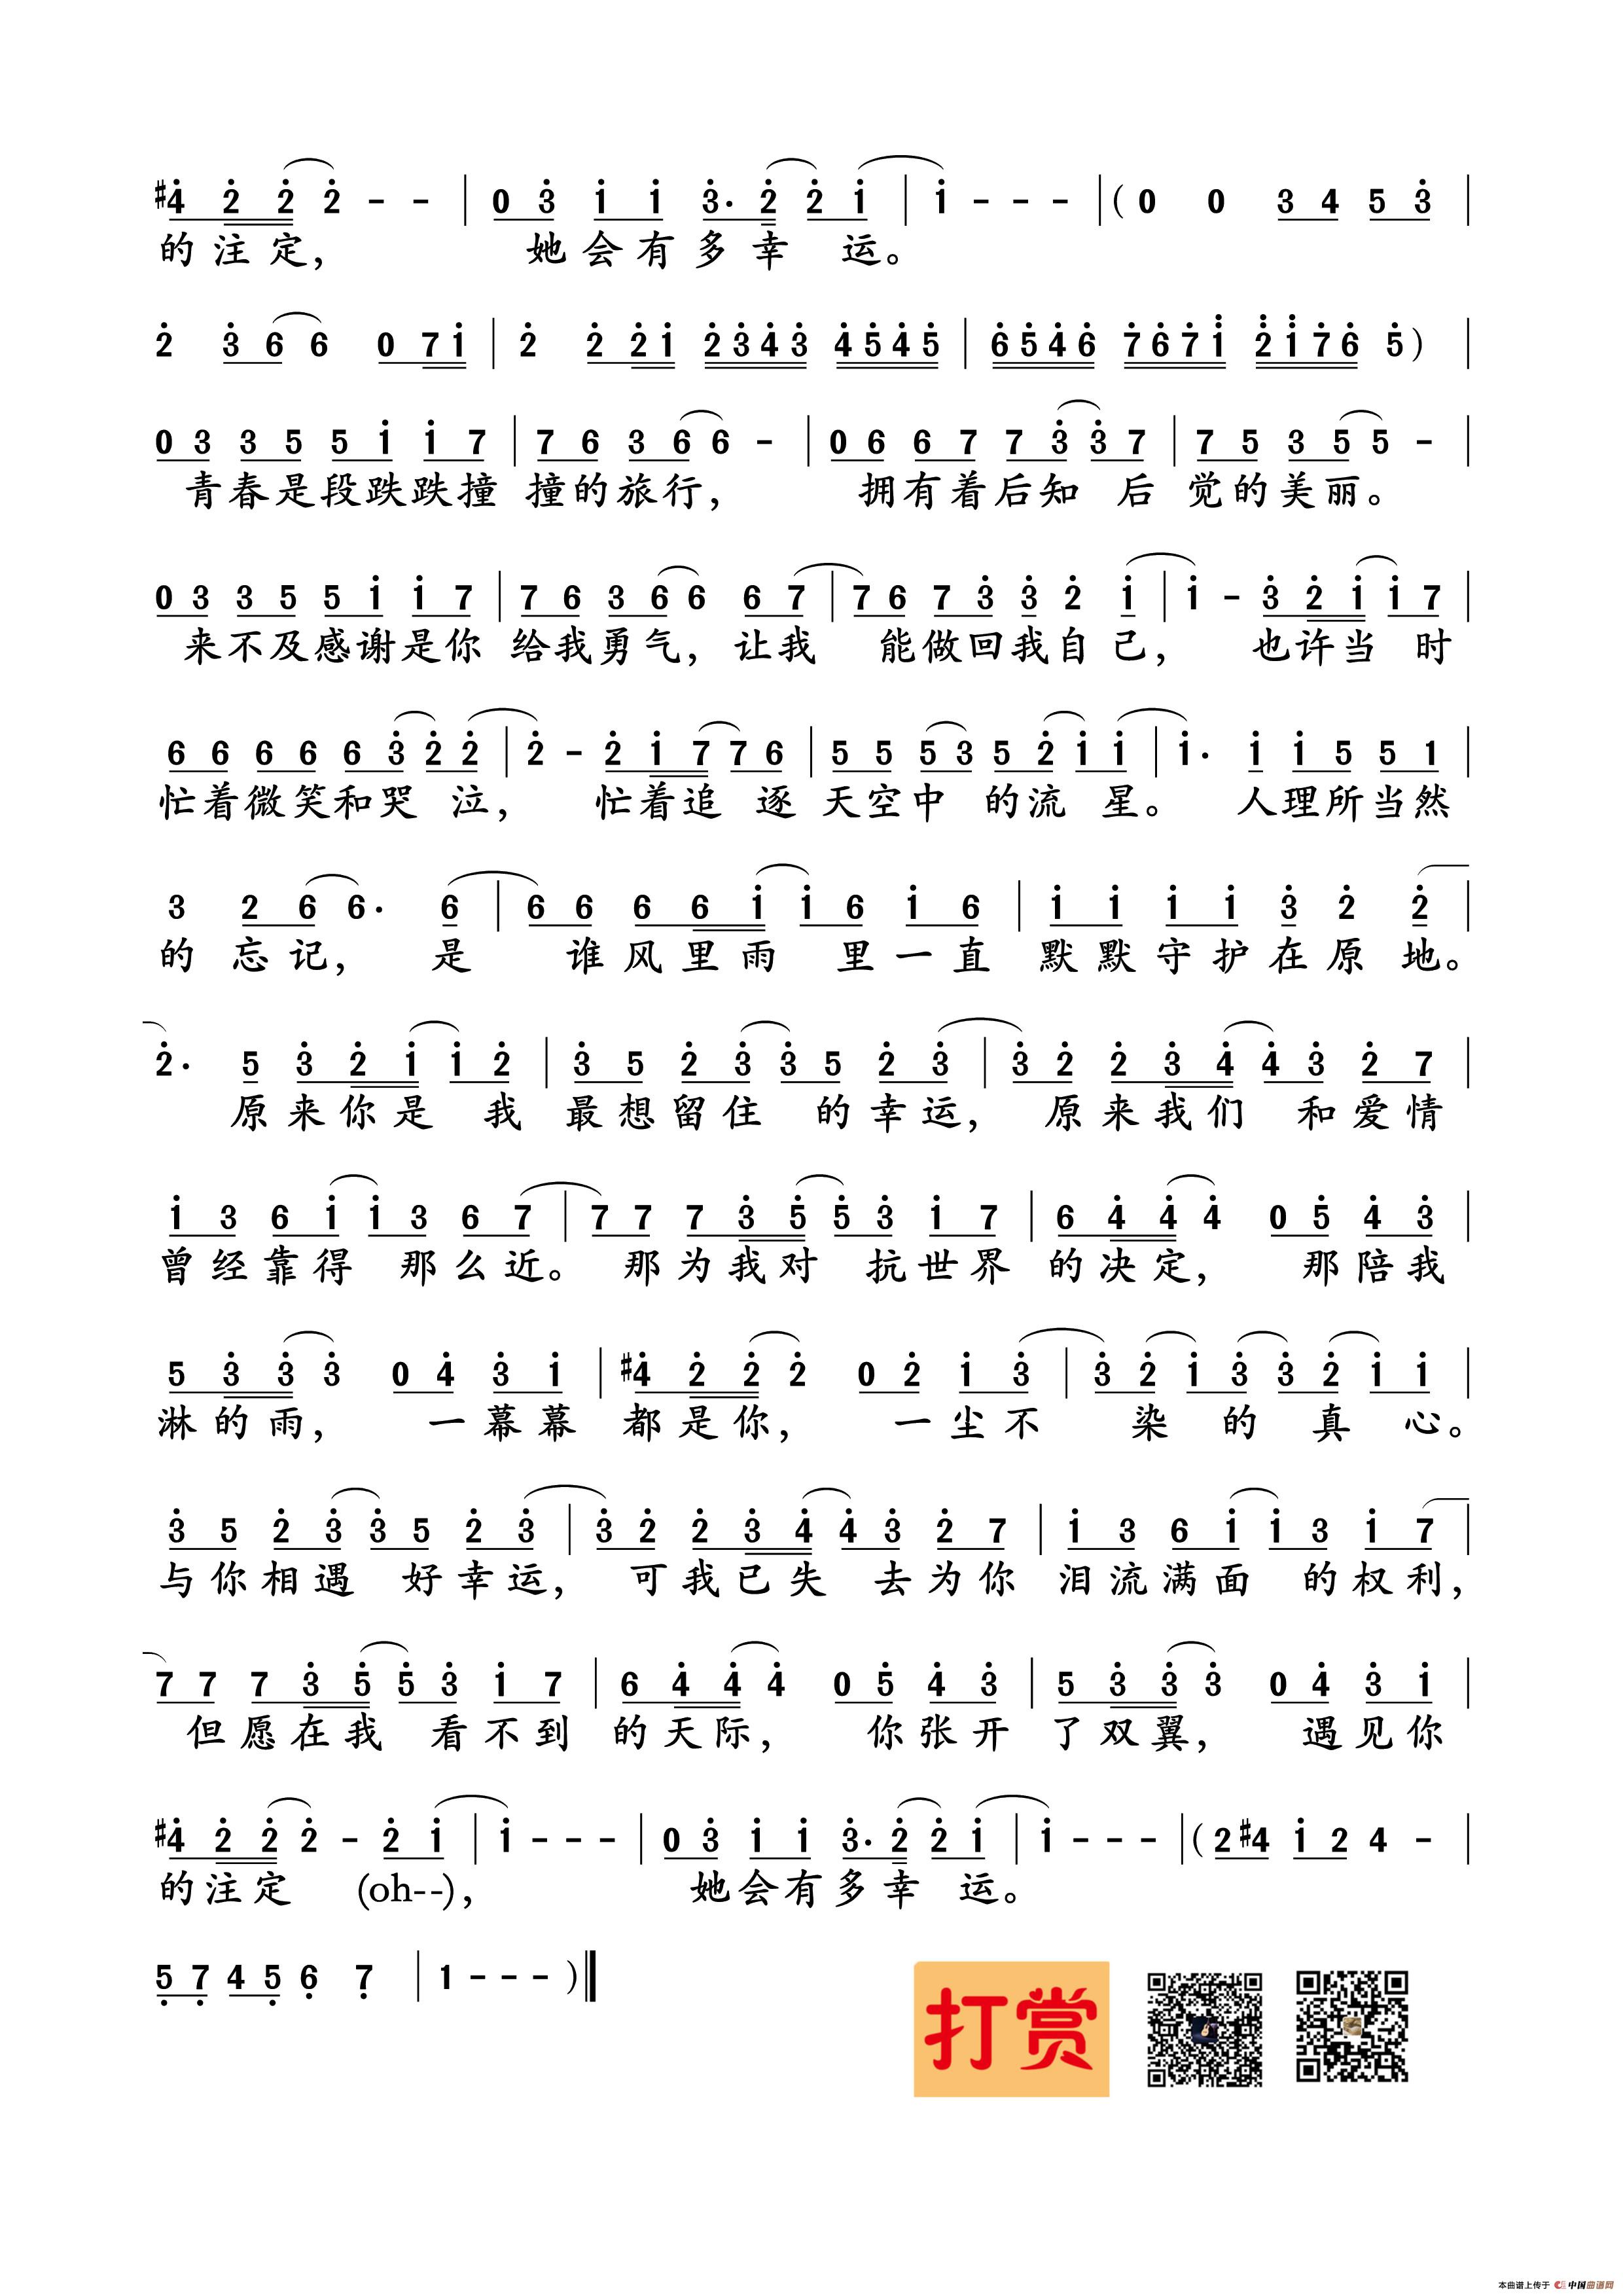 #4 2 2 2 - - | 0 3 1 1 3· 2 2 1 | 1 - - - | (0 0 3 4 5 3 |
的注定, 她会有多幸 运。
2 3 6 6 0 7 1 | 2 2 2 1 2 3 4 3 4 5 4 5 | 6 5 4 6 7 6 7 1 2 1 7 6 5) |
0 3 3 5 5 1 1 7 | 7 6 3 6 6 - | 0 6 6 7 7 3 3 7 | 7 5 3 5 5 - |
青春是段跌跌撞 撞的旅行, 拥有着后知 后 觉的美丽。
0 3 3 5 5 1 1 7 | 7 6 3 6 6 6 7 | 7 6 7 3 3 2 1 | 1 - 3 2 1 1 7 |
来不及感谢是你 给我勇气, 让我 能做回我自己, 也许当 时
6 6 6 6 6 3 2 2 | 2 - 2 1 7 7 6 | 5 5 5 3 5 2 1 1 | 1· 1 1 5 5 1 |
忙着微笑和哭 泣, 忙着追 逐 天空中 的流 星。 人理所当然
3 2 6 6· 6 | 6 6 6 6 1 1 6 1 6 | 1 1 1 1 3 2 2 |
的 忘记, 是 谁风里雨 里一直 默默守护在原 地。
2· 5 3 2 1 1 2 | 3 5 2 3 3 5 2 3 | 3 2 2 3 4 4 3 2 7 |
原来你是 我 最想留住 的幸运, 原来我们 和爱情
1 3 6 1 1 3 6 7 | 7 7 7 3 5 5 3 1 7 | 6 4 4 4 0 5 4 3 |
曾经靠得 那么近。 那为我对 抗世界 的决定, 那陪我
5 3 3 3 0 4 3 1 | #4 2 2 2 0 2 1 3 | 3 2 1 3 3 2 1 1 |
淋的雨, 一幕幕 都是你, 一尘不 染 的 真 心。
3 5 2 3 3 5 2 3 | 3 2 2 3 4 4 3 2 7 | 1 3 6 1 1 3 1 7 |
与你相遇 好幸运, 可我已失 去为你 泪流满面 的权利,
7 7 7 3 5 5 3 1 7 | 6 4 4 4 0 5 4 3 | 5 3 3 3 0 4 3 1 |
但愿在我 看不到 的天际, 你张开 了双翼, 遇见你
#4 2 2 2 - 2 1 | 1 - - - | 0 3 1 1 3· 2 2 1 | 1 - - - | (2 #4 1 2 4 - |
的注定 (oh--), 她会有多幸 运。
5 7 4 5 6 7 | 1 - - - )
打赏
本曲谱上传于 中国曲谱网